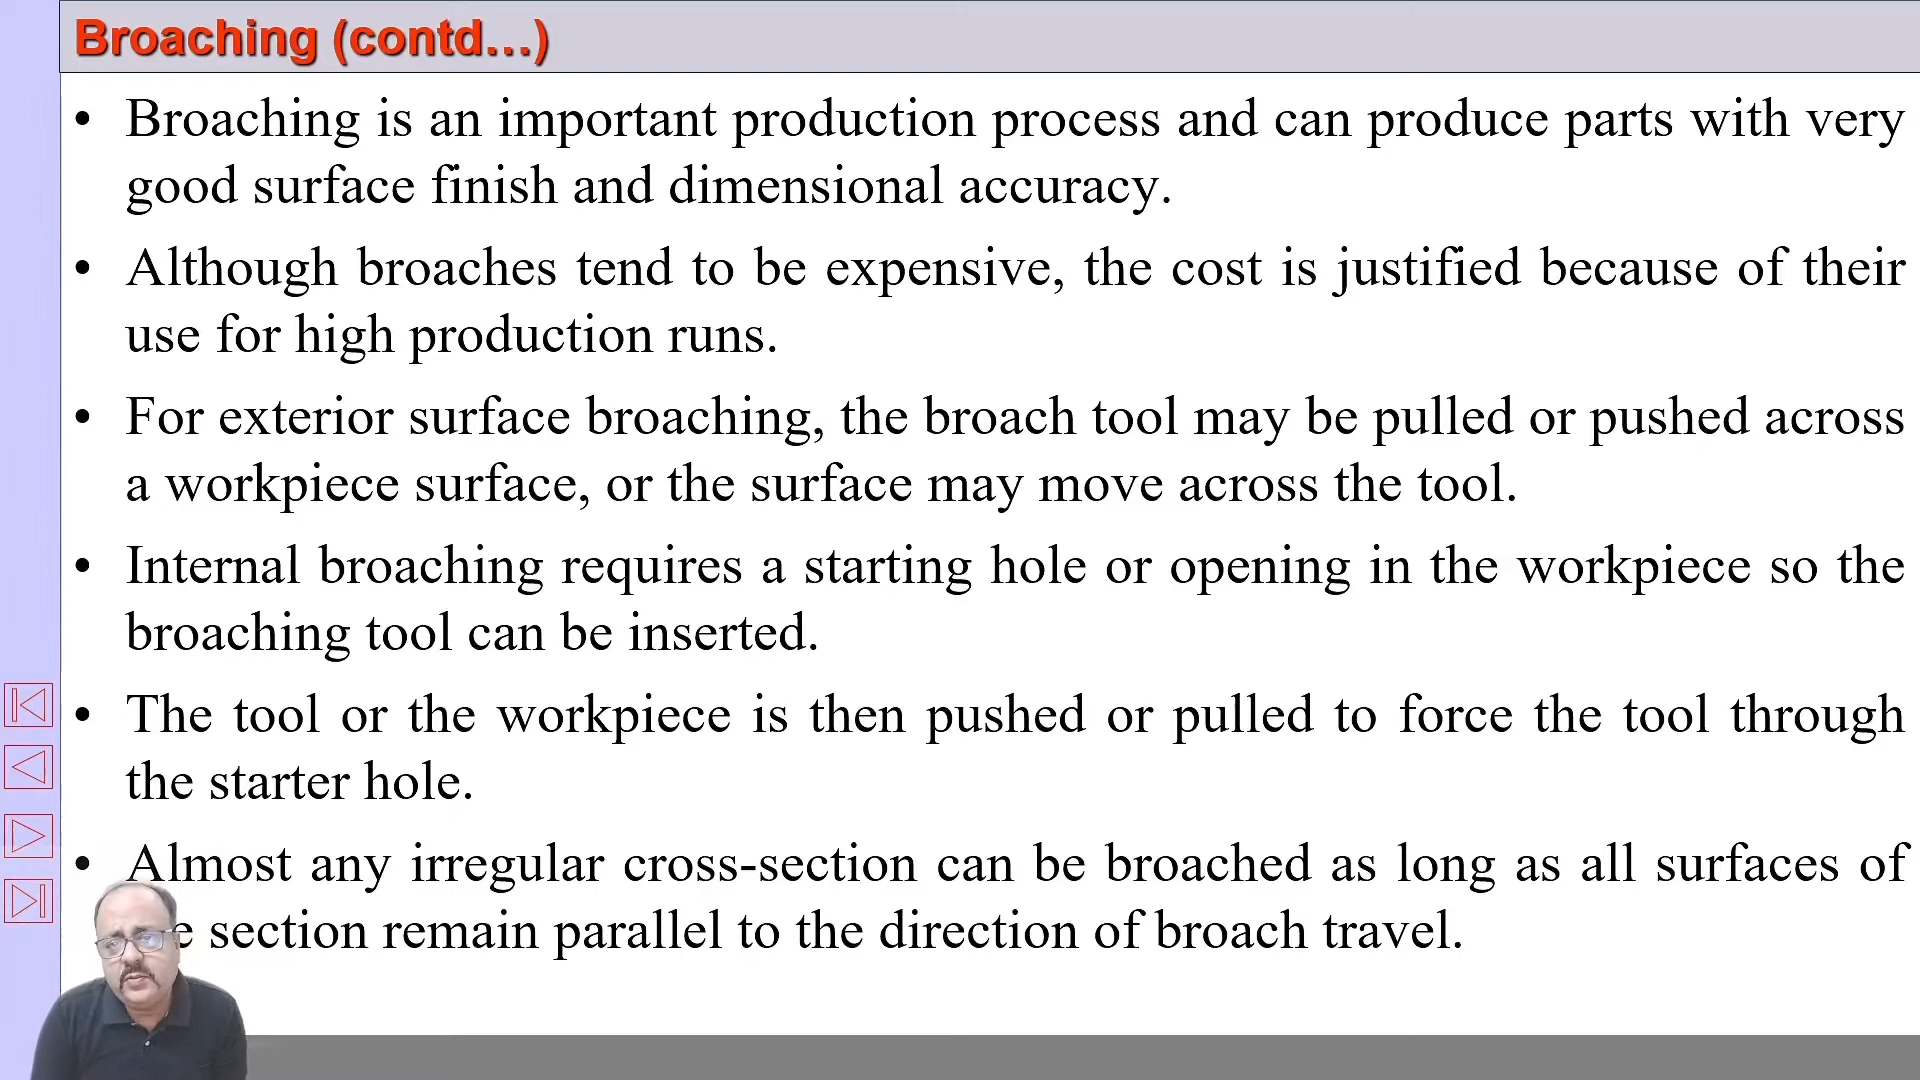 Broaching (contd...)
• Broaching is an important production process and can produce parts with very
good surface finish and dimensional accuracy.
• Although broaches tend to be expensive, the cost is justified because of their
use for high production runs.
• For exterior surface broaching, the broach tool may be pulled or pushed across
a workpiece surface, or the surface may move across the tool.
• Internal broaching requires a starting hole or opening in the workpiece so the
broaching tool can be inserted.
• The tool or the workpiece is then pushed or pulled to force the tool through
the starter hole.
• Almost any irregular cross-section can be broached as long as all surfaces of
section remain parallel to the direction of broach travel.